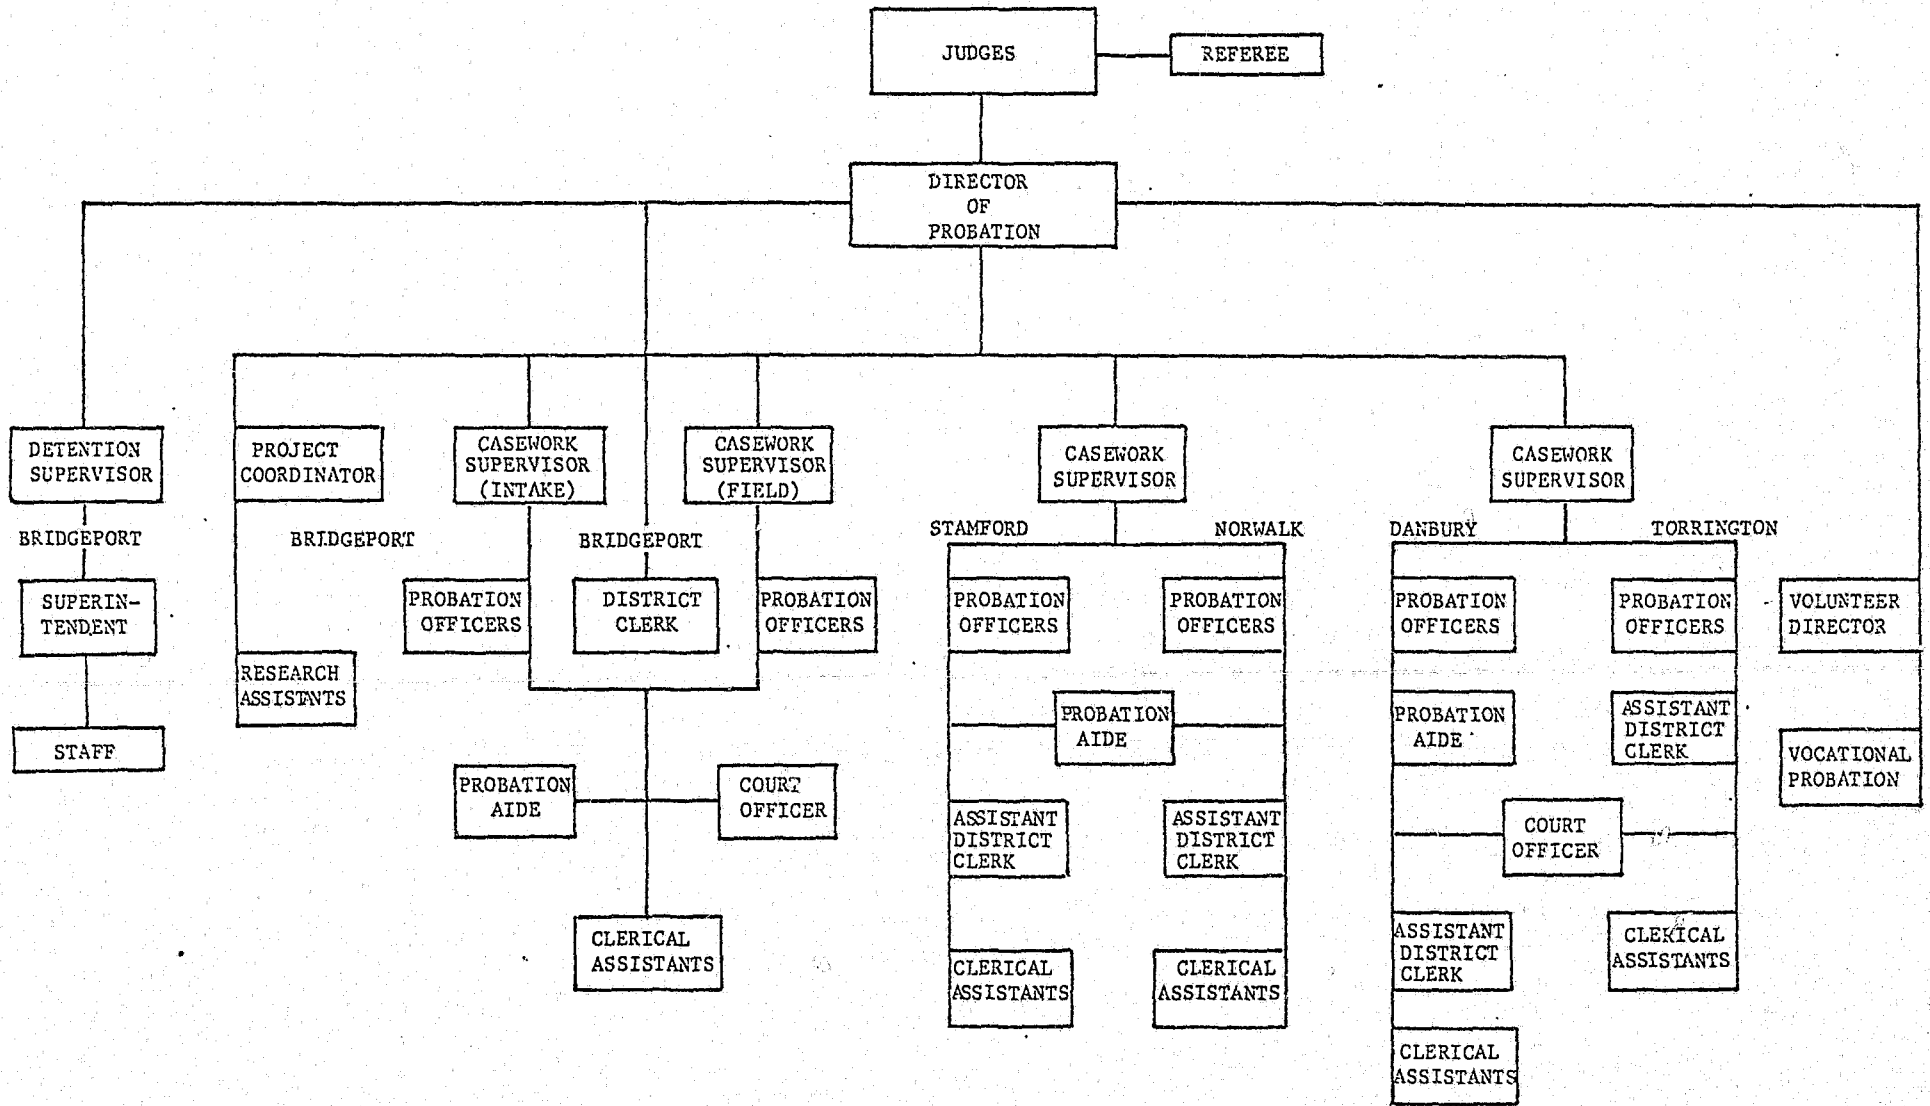 JUDGES
REFEREE
DIRECTOR
OF
PROBATION
DETENTION
SUPERVISOR
PROJECT
COORDINATOR
CASEWORK
SUPERVISOR
(INTAKE)
CASEWORK
SUPERVISOR
(FIELD)
CASEWORK
SUPERVISOR
CASEWORK
SUPERVISOR
BRIDGEPORT
BRIDGEPORT
BRIDGEPORT
STAMFORD
NORWALK
DANBURY
TORRINGTON
SUPERIN-
TENDENT
PROBATION
OFFICERS
DISTRICT
CLERK
PROBATION
OFFICERS
PROBATION
OFFICERS
PROBATION
OFFICERS
PROBATION
OFFICERS
PROBATION
OFFICERS
VOLUNTEER
DIRECTOR
RESEARCH
ASSISTANTS
STAFF
PROBATION
AIDE
PROBATION
AIDE
ASSISTANT
DISTRICT
CLERK
VOCATIONAL
PROBATION
PROBATION
AIDE
COURT
OFFICER
ASSISTANT
DISTRICT
CLERK
ASSISTANT
DISTRICT
CLERK
COURT
OFFICER
CLERICAL
ASSISTANTS
CLERICAL
ASSISTANTS
CLERICAL
ASSISTANTS
ASSISTANT
DISTRICT
CLERK
CLERICAL
ASSISTANTS
CLERICAL
ASSISTANTS